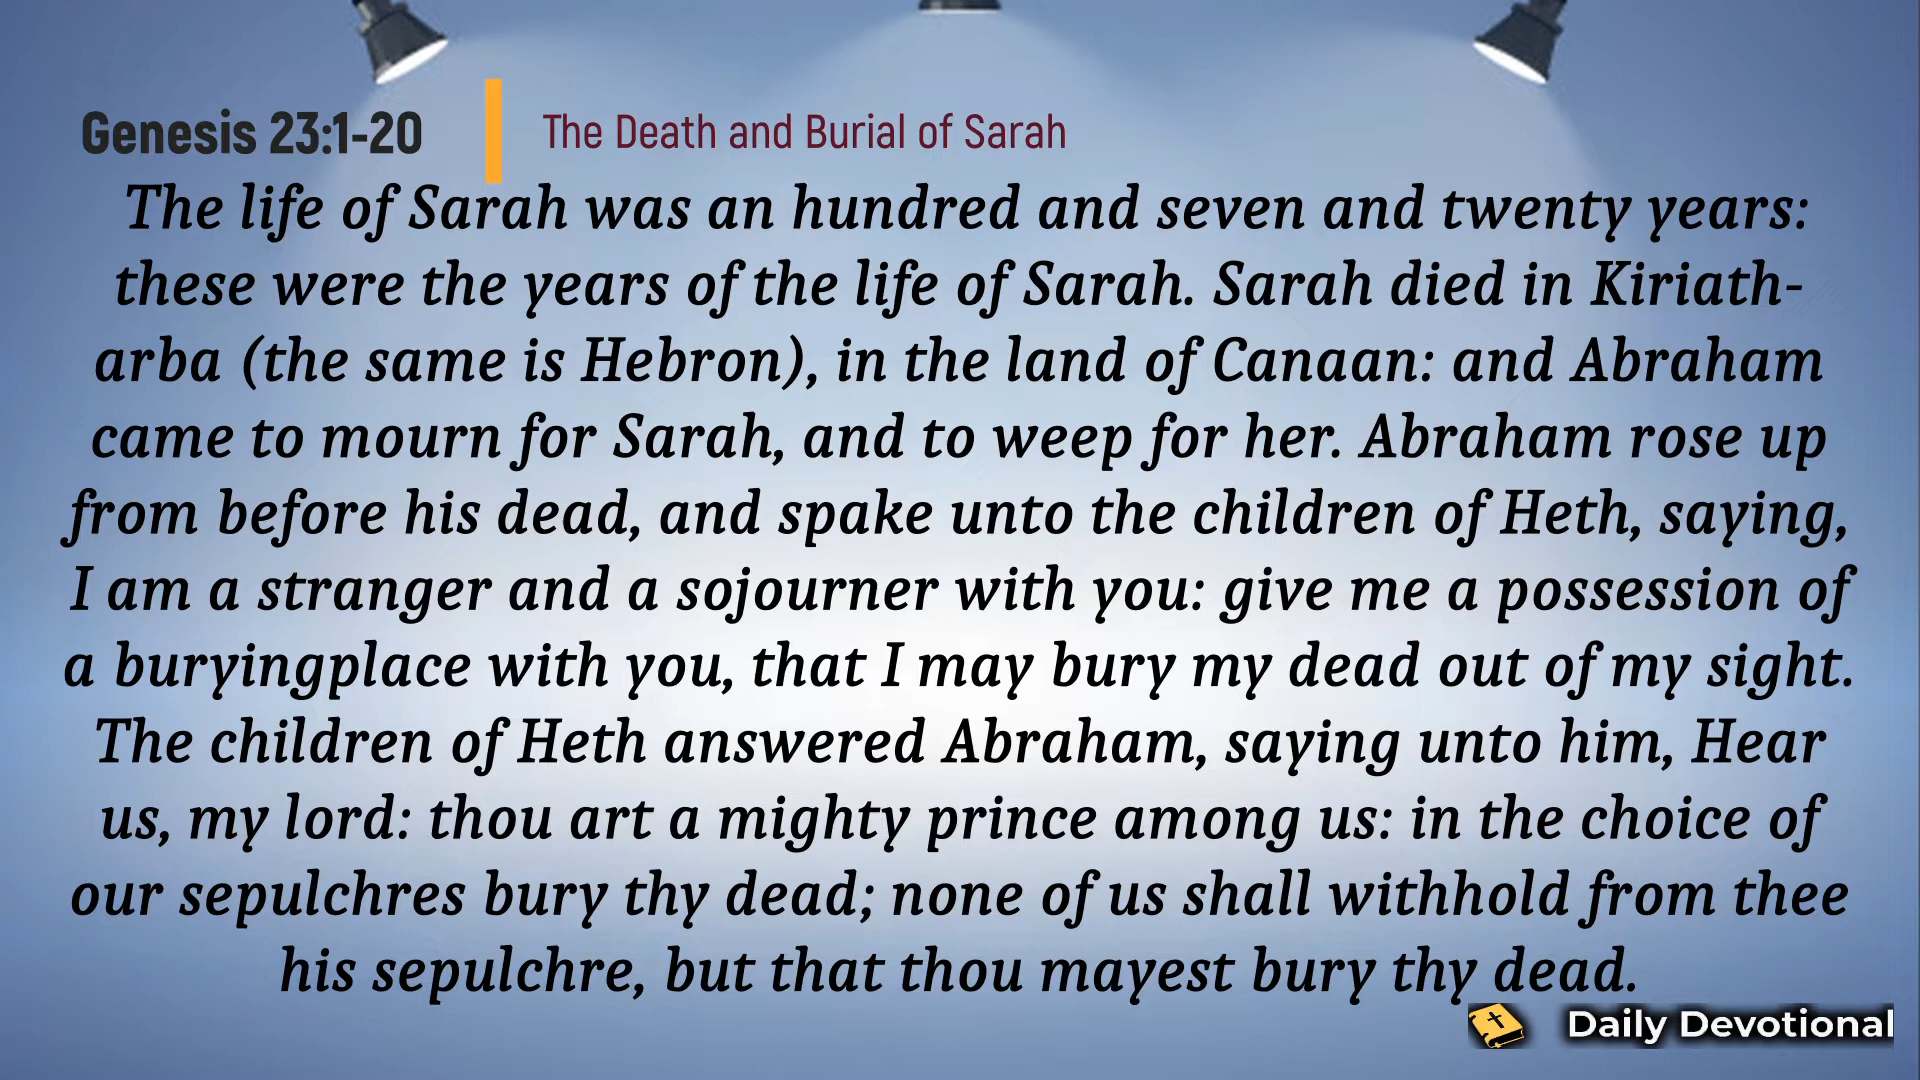 Genesis 23:1-20
The Death and Burial of Sarah
The life of Sarah was an hundred and seven and twenty years:
these were the years of the life of Sarah. Sarah died in Kiriath-
arba (the same is Hebron), in the land of Canaan: and Abraham
came to mourn for Sarah, and to weep for her. Abraham rose up
from before his dead, and spake unto the children of Heth, saying,
I am a stranger and a sojourner with you: give me a possession of
a buryingplace with you, that I may bury my dead out of my sight.
The children of Heth answered Abraham, saying unto him, Hear
us, my lord: thou art a mighty prince among us: in the choice of
our sepulchres bury thy dead; none of us shall withhold from thee
his sepulchre, but that thou mayest bury thy dead.
Daily Devotional